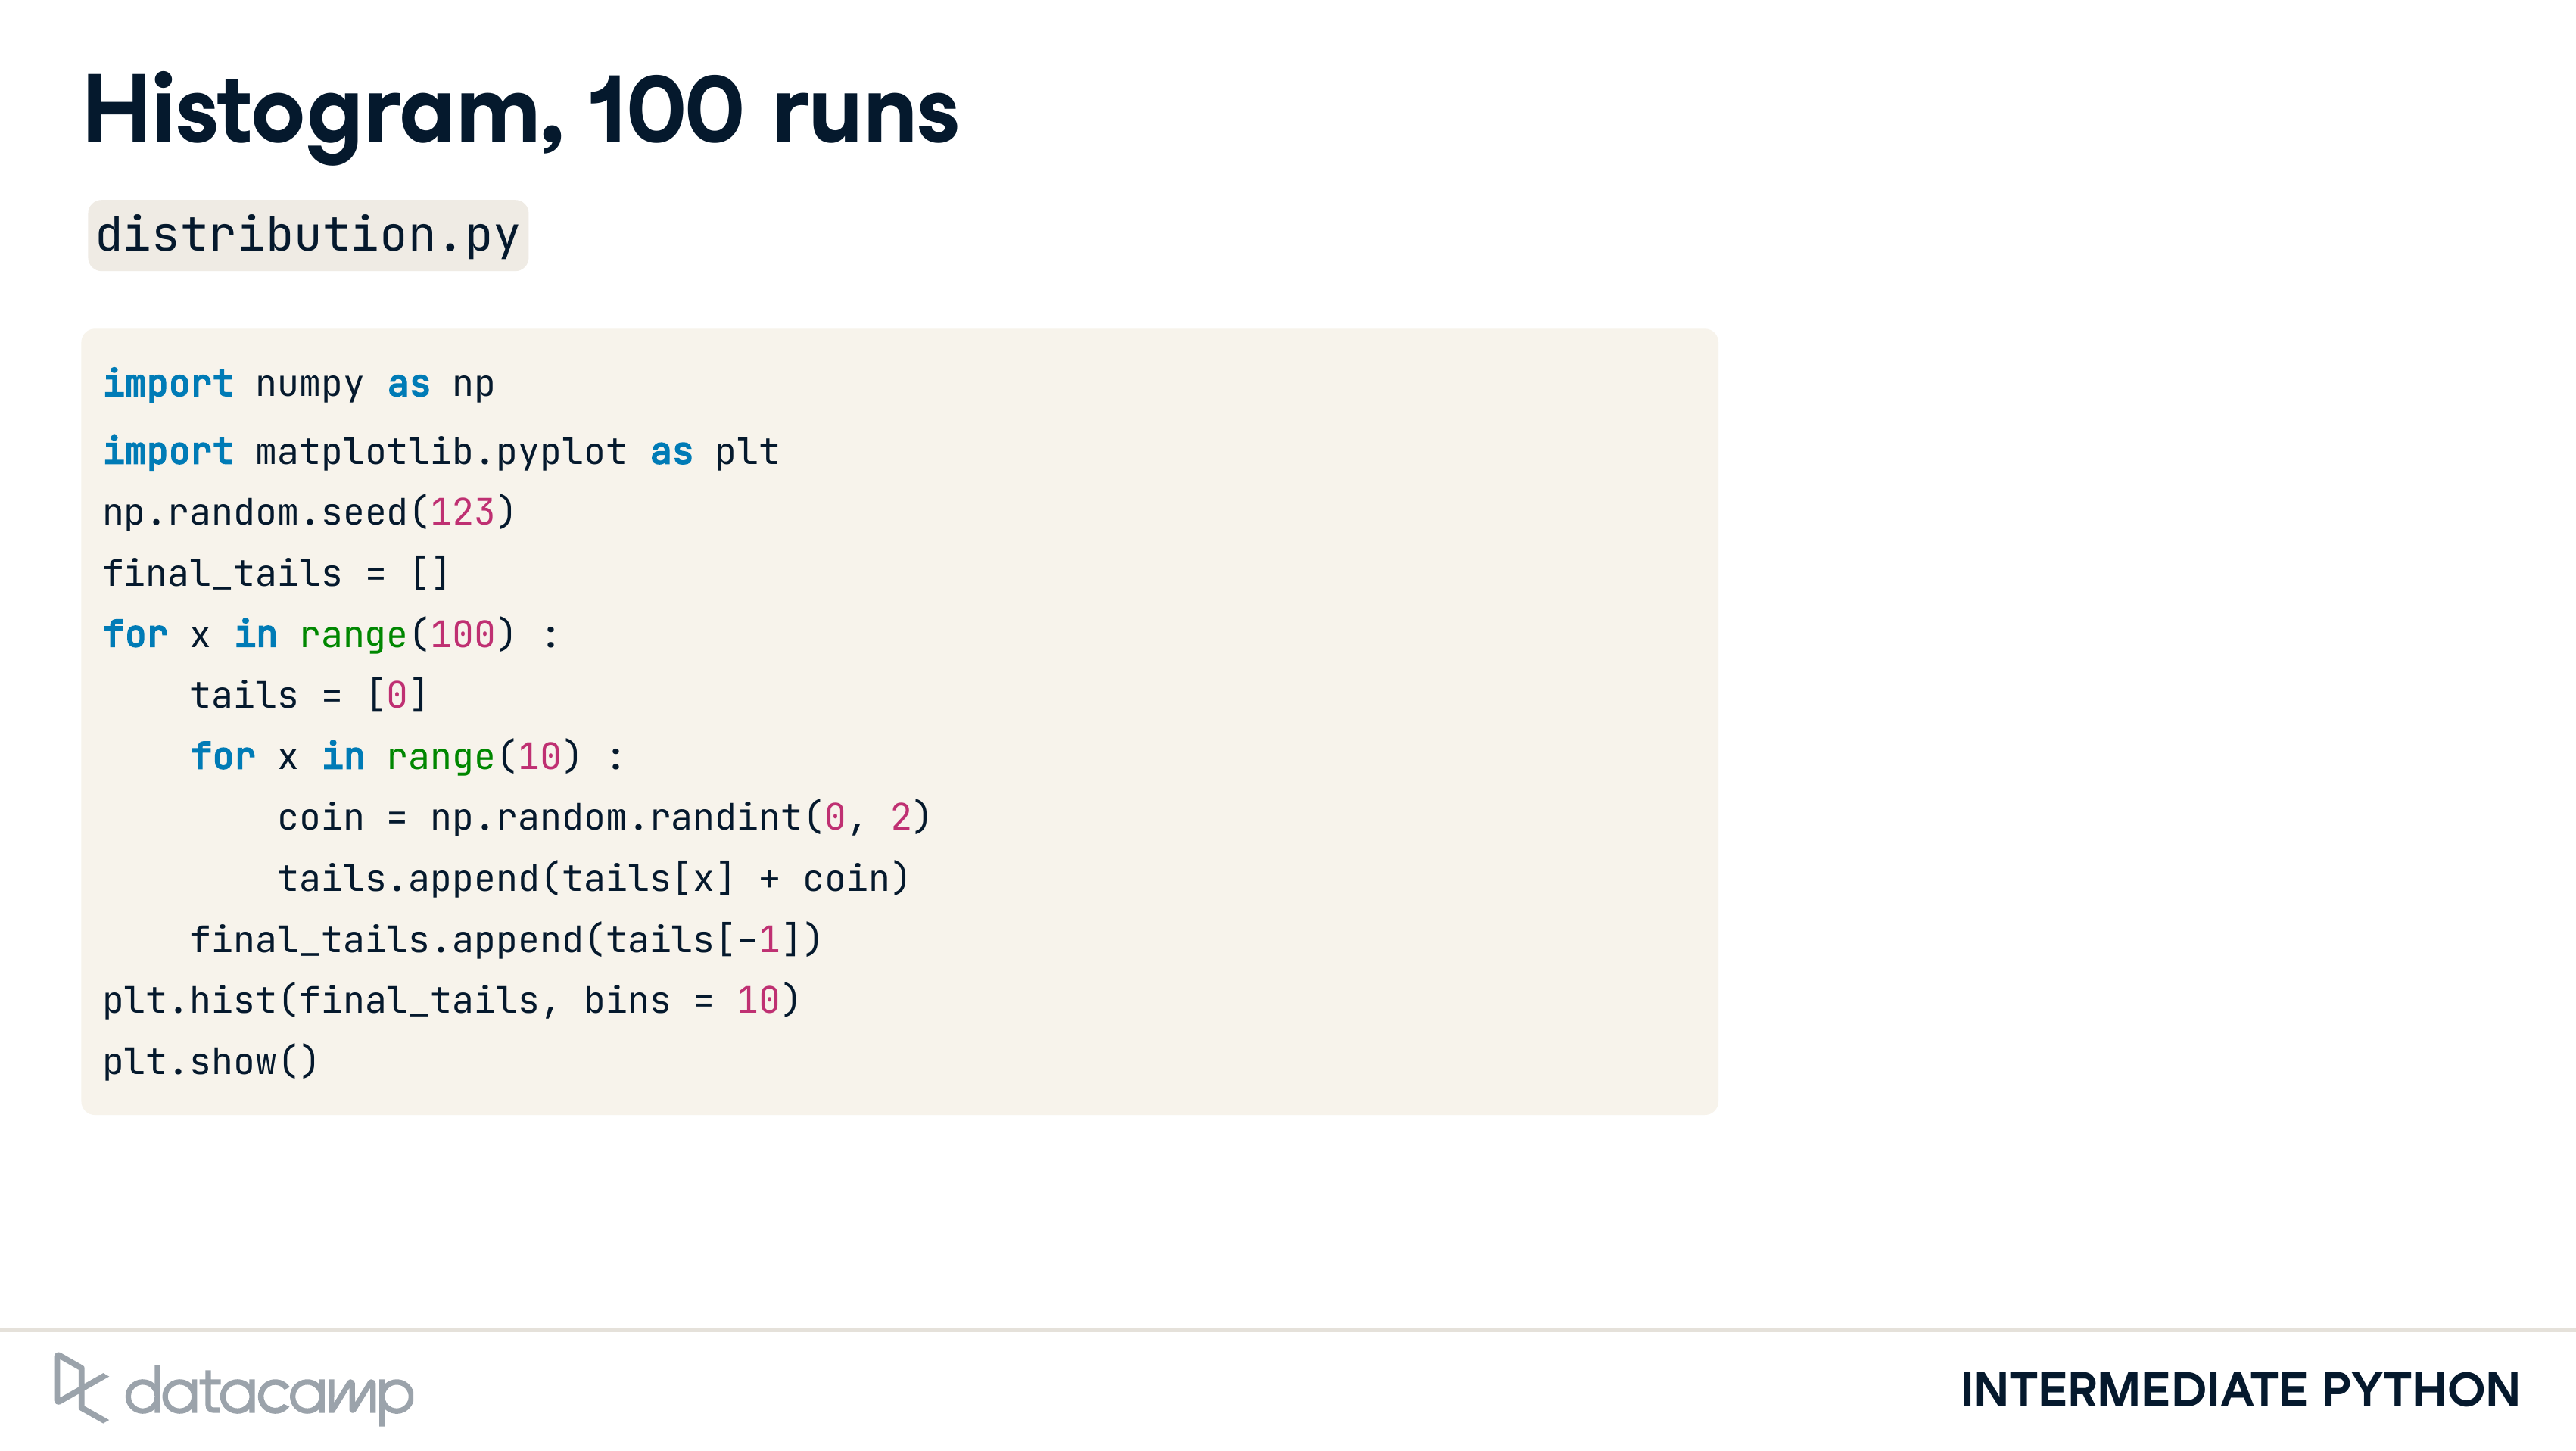 Histogram, 100 runs
distribution.py
import numpy as np
import matplotlib.pyplot as plt
np.random.seed(123)
final_tails = []
for x in range(100) :
    tails = [0]
    for x in range(10) :
        coin = np.random.randint(0, 2)
        tails.append(tails[x] + coin)
    final_tails.append(tails[-1])
plt.hist(final_tails, bins = 10)
plt.show()
datacamp
INTERMEDIATE PYTHON